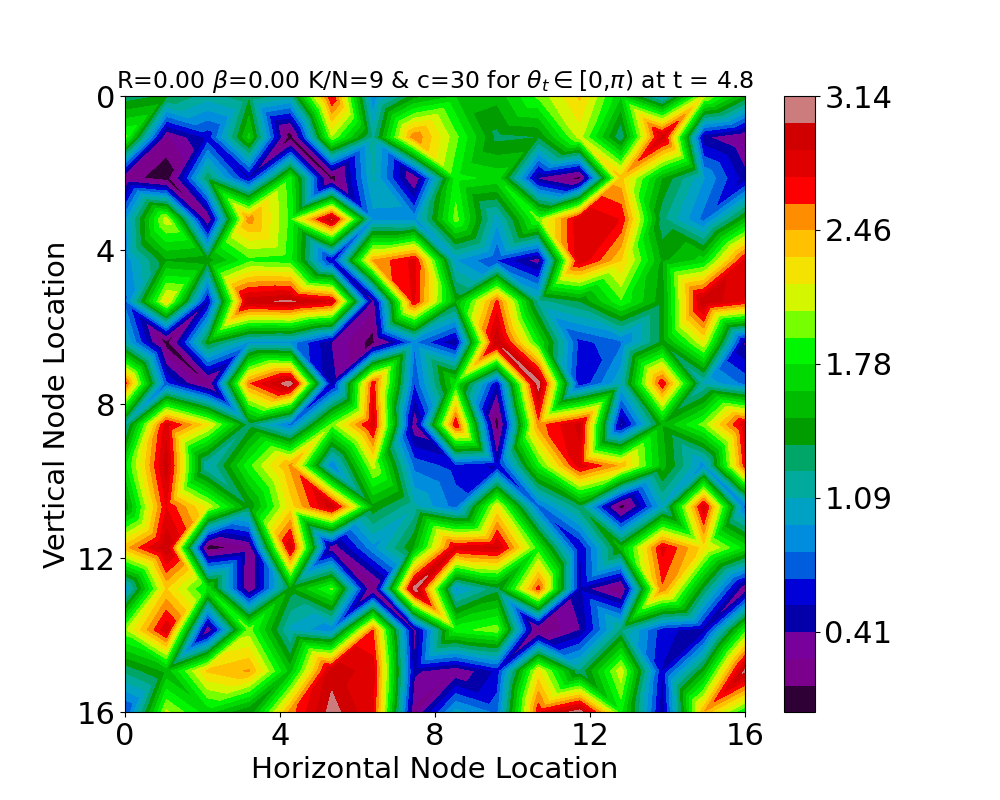 R=0.00 β=0.00 K/N=9 & c=30 for θₜ ∈ [0,π) at t = 4.8
0
4
8
12
16
0 4 8 12 16
Vertical Node Location
Horizontal Node Location
3.14
2.46
1.78
1.09
0.41